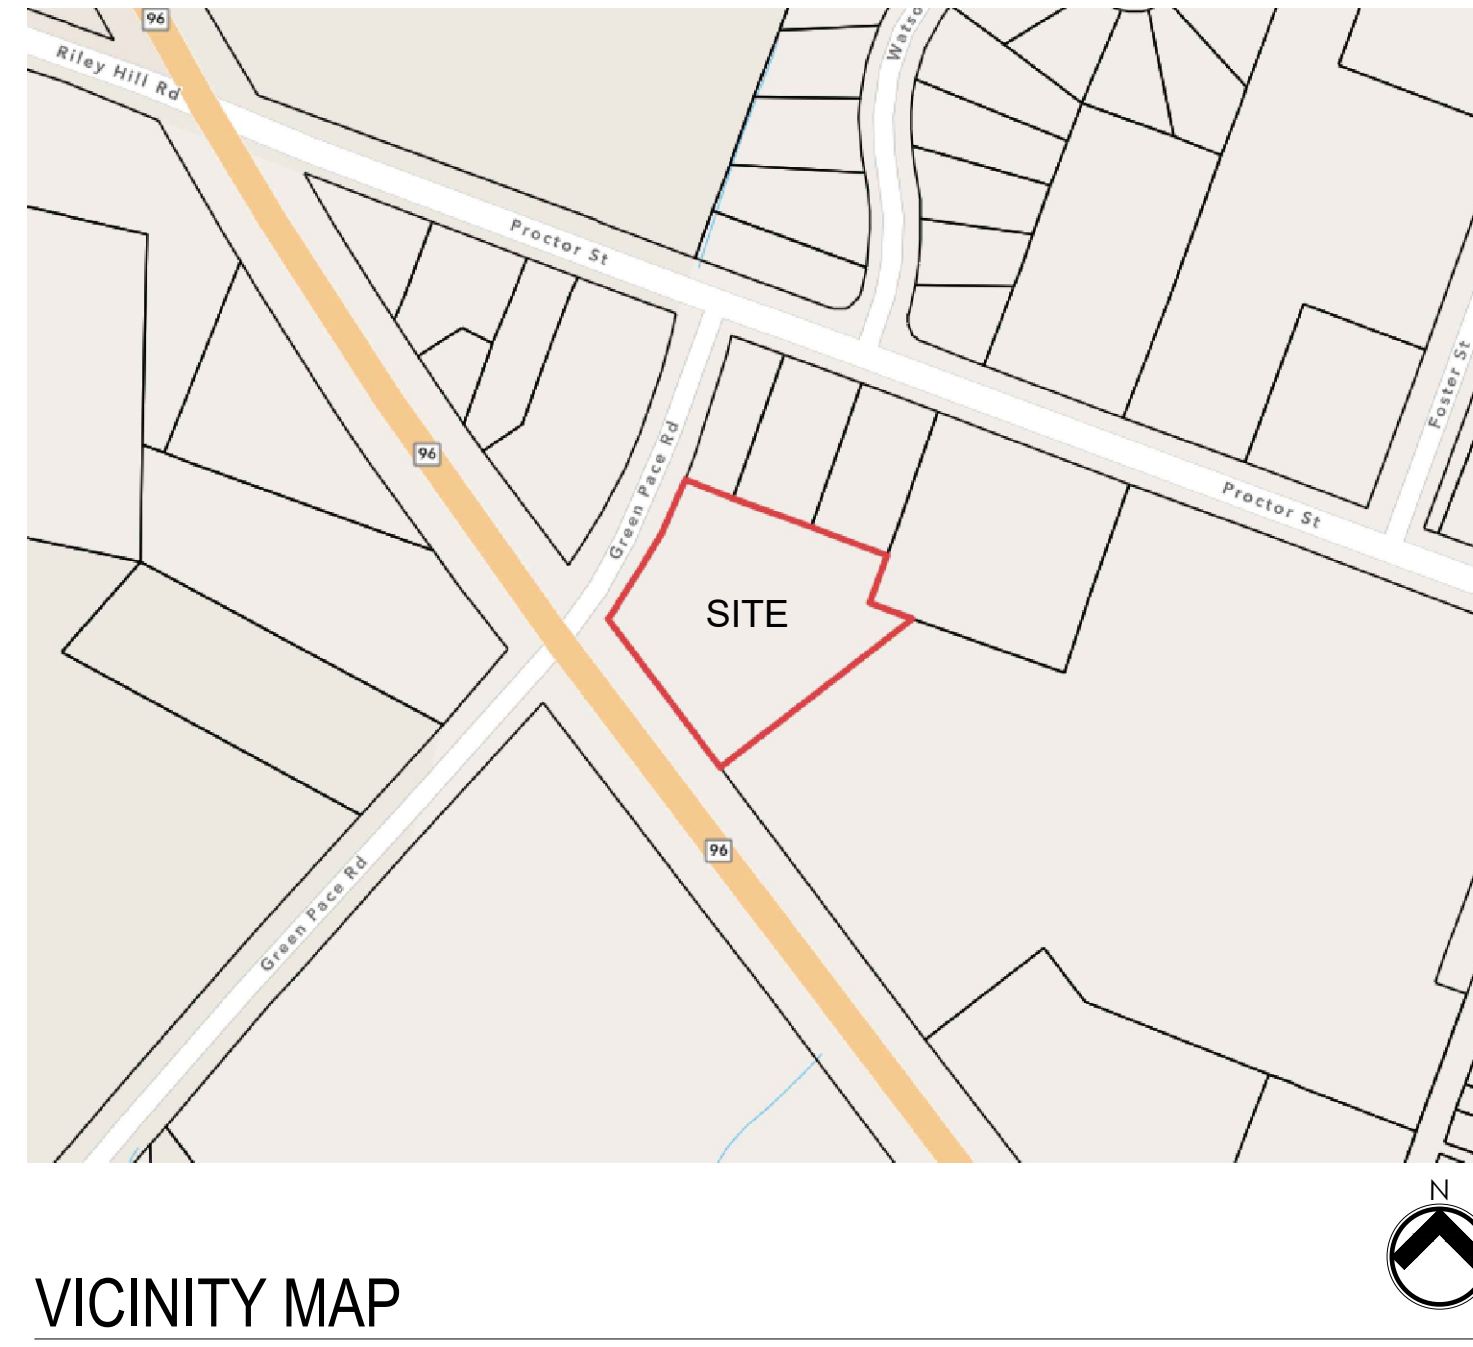 96
Riley Hill Rd
Proctor St
Green Pace Rd
Foster St
96
Proctor St
SITE
96
Green Pace Rd
N
VICINITY MAP